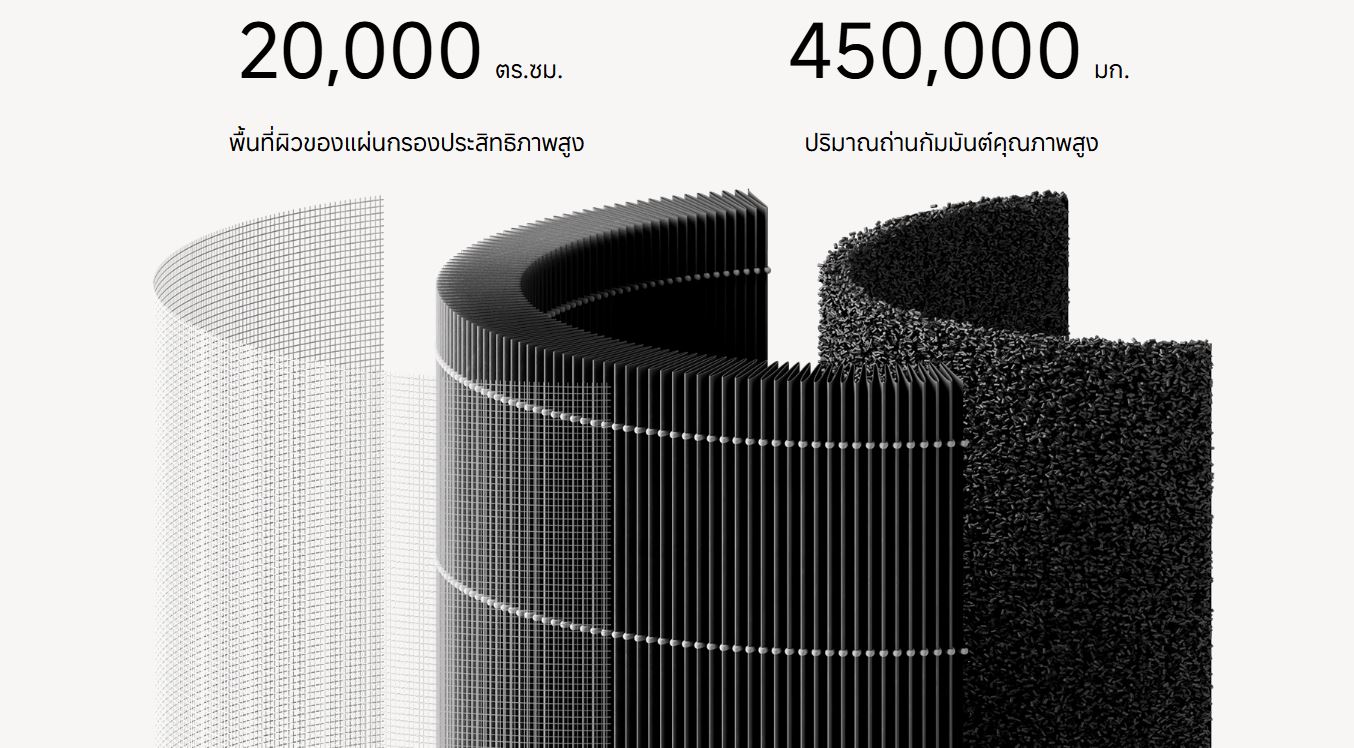 20,000 ตร.ซม.
450,000 มก.
พื้นที่ผิวของแผ่นกรองประสิทธิภาพสูง
ปริมาณถ่านกัมมันต์คุณภาพสูง